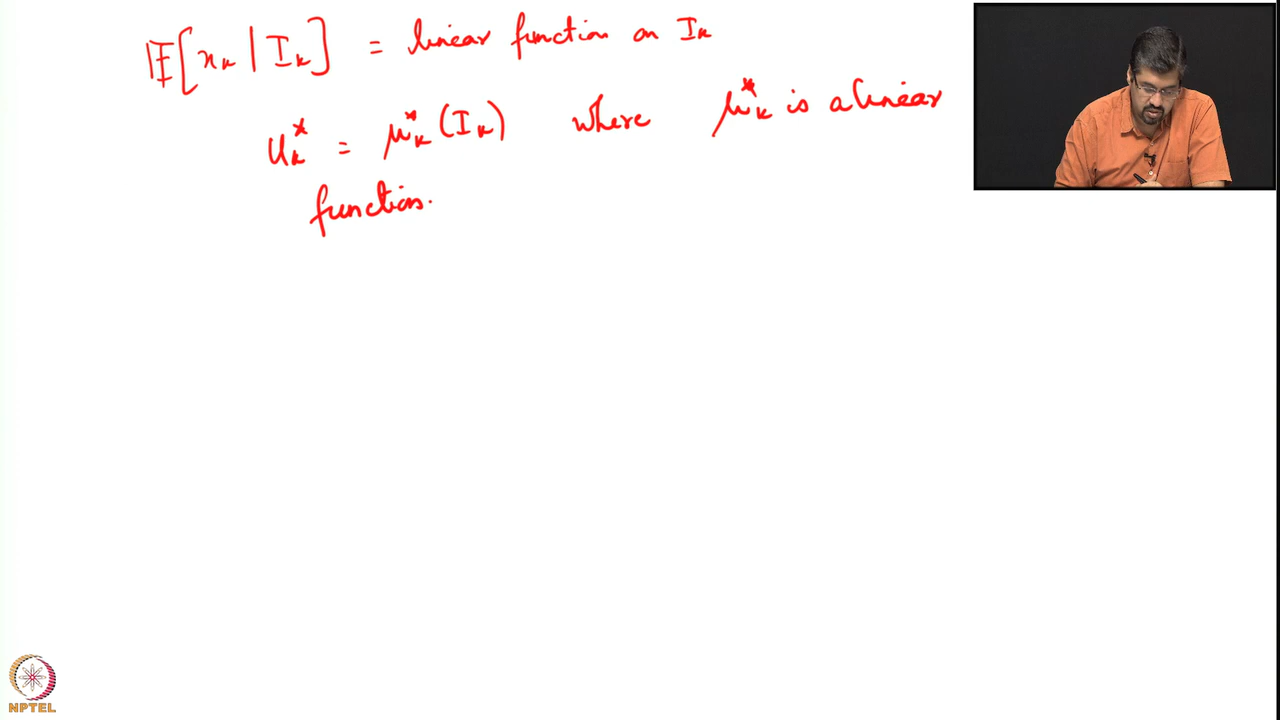 𝔼[x_k | I_k] = linear function on I_k
u_k^* = μ_k^*(I_k) where μ_k^* is a linear
function.
NPTEL